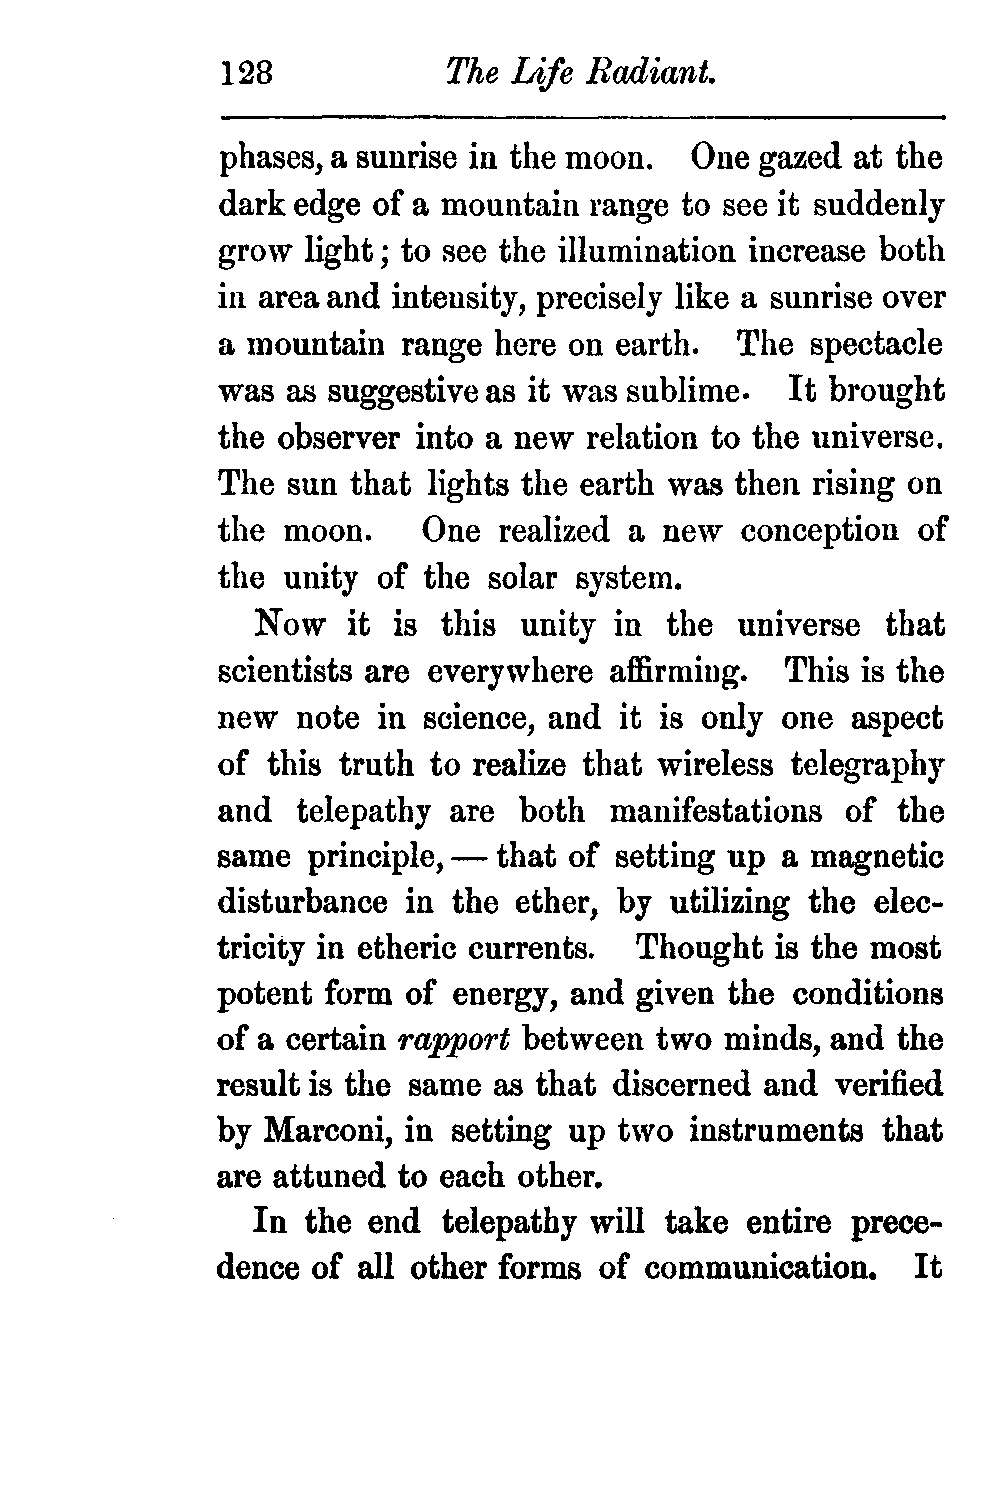 128 The Life Radiant.
phases, a sunrise in the moon. One gazed at the
dark edge of a mountain range to see it suddenly
grow light; to see the illumination increase both
in area and intensity, precisely like a sunrise over
a mountain range here on earth. The spectacle
was as suggestive as it was sublime. It brought
the observer into a new relation to the universe.
The sun that lights the earth was then rising on
the moon. One realized a new conception of
the unity of the solar system.
Now it is this unity in the universe that
scientists are everywhere affirming. This is the
new note in science, and it is only one aspect
of this truth to realize that wireless telegraphy
and telepathy are both manifestations of the
same principle, — that of setting up a magnetic
disturbance in the ether, by utilizing the elec-
tricity in etheric currents. Thought is the most
potent form of energy, and given the conditions
of a certain rapport between two minds, and the
result is the same as that discerned and verified
by Marconi, in setting up two instruments that
are attuned to each other.
In the end telepathy will take entire prece-
dence of all other forms of communication. It